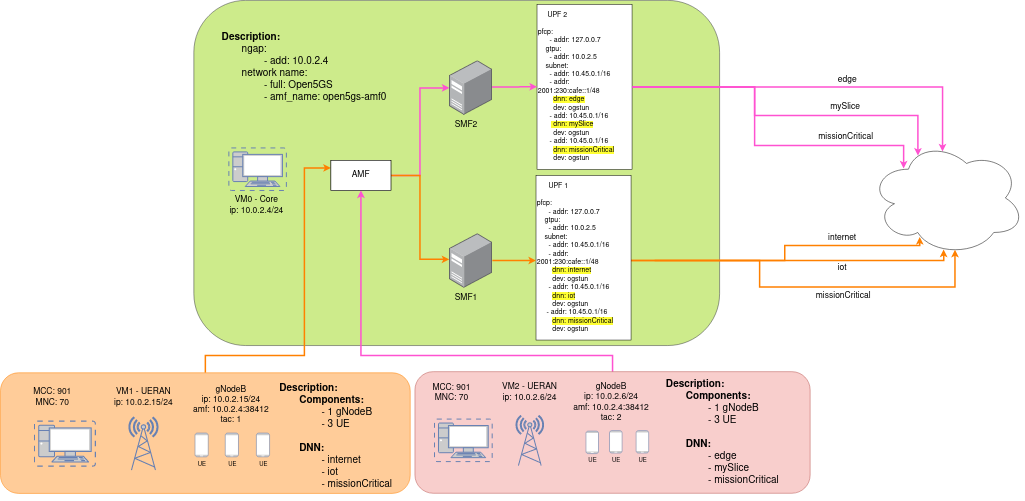 Description:
ngap:
- add: 10.0.2.4
network name:
- full: Open5GS
- amf_name: open5gs-amf0
VM0 - Core
ip: 10.0.2.4/24
AMF
SMF2
SMF1
UPF 2
pfcp:
- addr: 127.0.0.7
gtpu:
- addr: 10.0.2.5
subnet:
- addr: 10.45.0.1/16
- addr:
2001:230:cafe::1/48
dnn: edge
dev: ogstun
- addr: 10.45.0.1/16
dnn: mySlice
dev: ogstun
- addr: 10.45.0.1/16
dnn: missionCritical
dev: ogstun
UPF 1
pfcp:
- addr: 127.0.0.7
gtpu:
- addr: 10.0.2.5
subnet:
- addr: 10.45.0.1/16
- addr:
2001:230:cafe::1/48
dnn: internet
dev: ogstun
- addr: 10.45.0.1/16
dnn: iot
dev: ogstun
- addr: 10.45.0.1/16
dnn: missionCritical
dev: ogstun
edge
mySlice
missionCritical
internet
iot
missionCritical
MCC: 901
MNC: 70
VM1 - UERAN
ip: 10.0.2.15/24
gNodeB
ip: 10.0.2.15/24
amf: 10.0.2.4:38412
tac: 1
UE
UE
UE
Description:
Components:
- 1 gNodeB
- 3 UE
DNN:
- internet
- iot
- missionCritical
MCC: 901
MNC: 70
VM2 - UERAN
ip: 10.0.2.6/24
gNodeB
ip: 10.0.2.6/24
amf: 10.0.2.4:38412
tac: 2
UE
UE
UE
Description:
Components:
- 1 gNodeB
- 3 UE
DNN:
- edge
- mySlice
- missionCritical